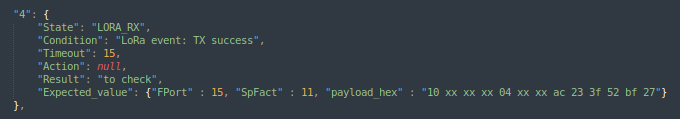 "4": {
"State": "LORA_RX",
"Condition": "LoRa event: TX success",
"Timeout": 15,
"Action": null,
"Result": "to check",
"Expected_value": {"FPort" : 15, "SpFact" : 11, "payload_hex" : "10 xx xx xx 04 xx xx ac 23 3f 52 bf 27"}
},